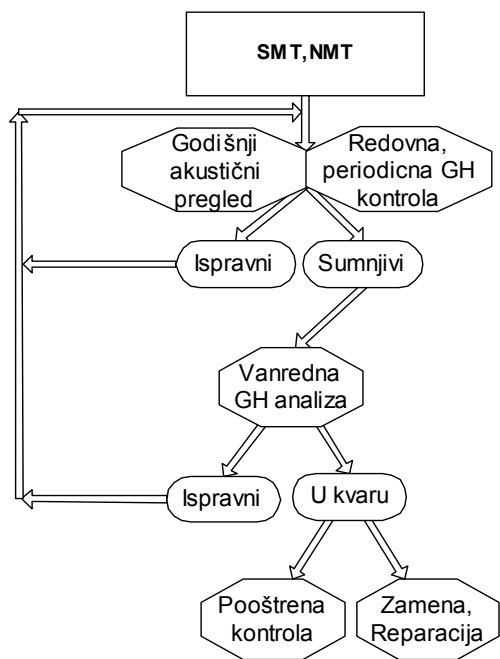 SMT, NMT
Godišnji
akustični
pregled
Redovna,
periodicna GH
kontrola
Ispravni
Sumnjivi
Vanredna
GH analiza
Ispravni
U kvaru
Pooštrena
kontrola
Zamena,
Reparacija